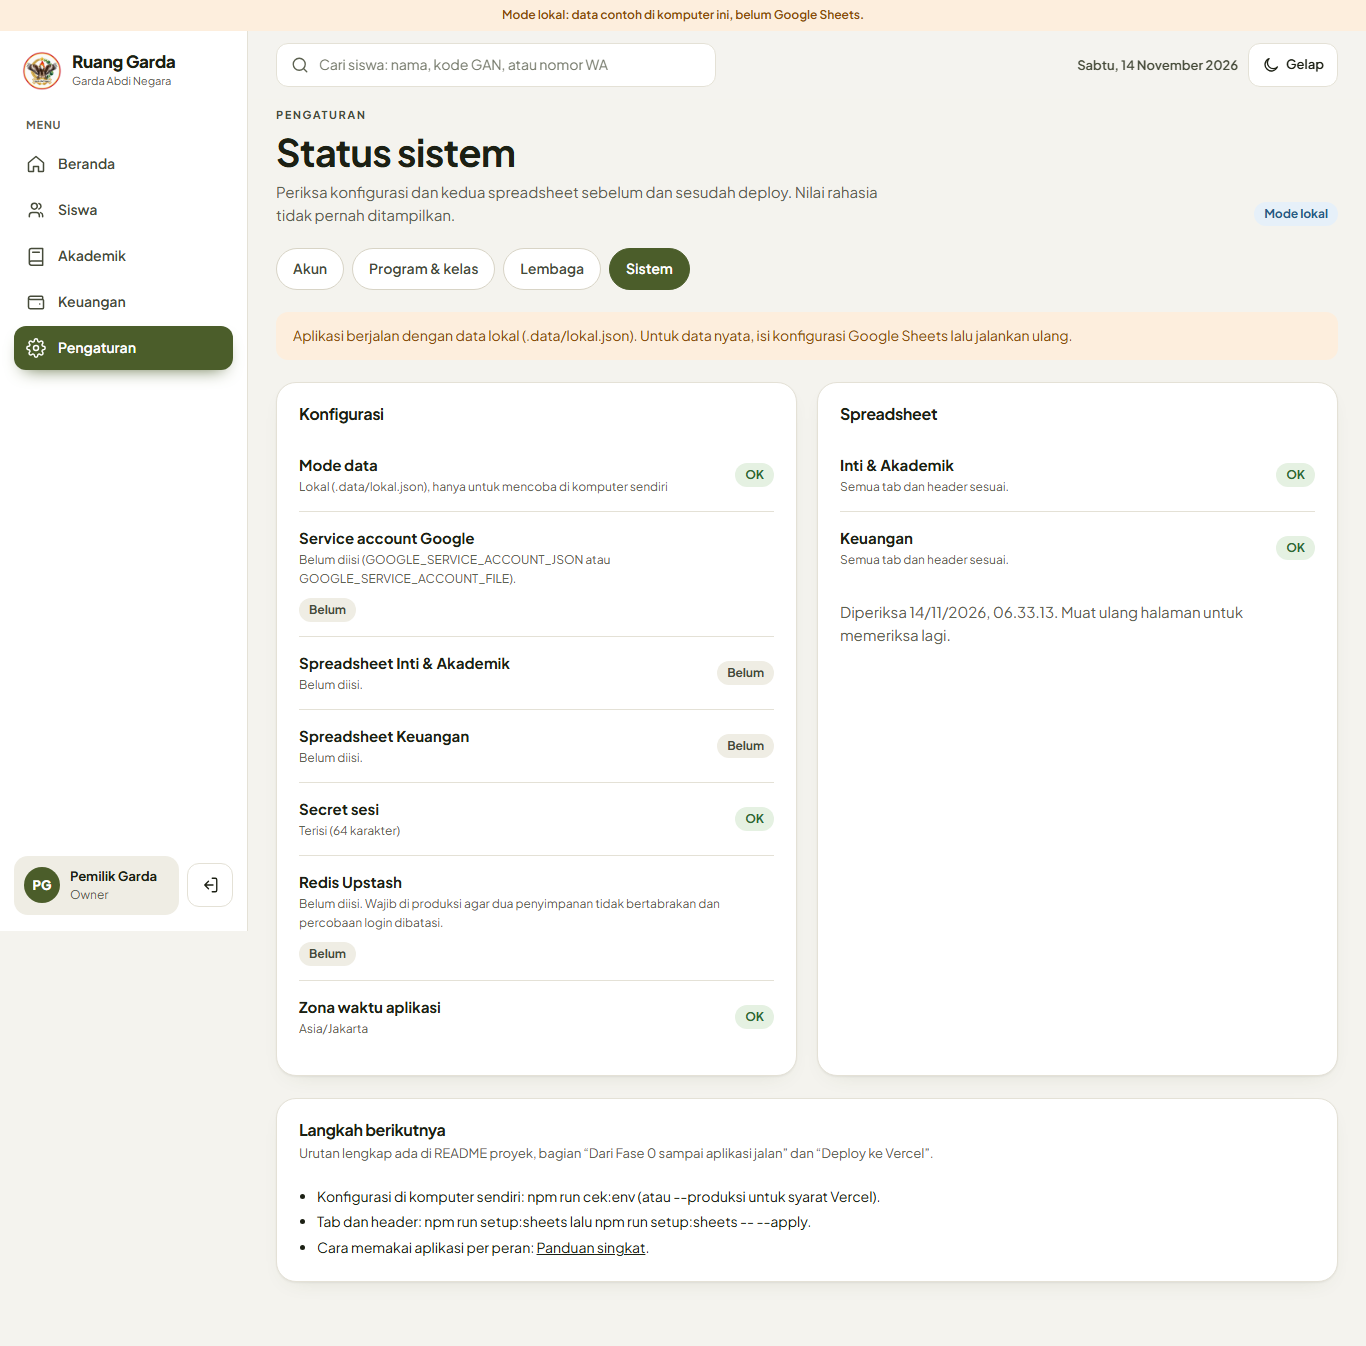 Mode lokal: data contoh di komputer ini, belum Google Sheets.
Ruang Garda
Garda Abdi Negara
MENU
Beranda
Siswa
Akademik
Keuangan
Pengaturan
PG
Pemilik Garda
Owner
Cari siswa: nama, kode GAN, atau nomor WA
Sabtu, 14 November 2026
Gelap
PENGATURAN
Status sistem
Periksa konfigurasi dan kedua spreadsheet sebelum dan sesudah deploy. Nilai rahasia
tidak pernah ditampilkan.
Mode lokal
Akun
Program & kelas
Lembaga
Sistem
Aplikasi berjalan dengan data lokal (.data/lokal.json). Untuk data nyata, isi konfigurasi Google Sheets lalu jalankan ulang.
Konfigurasi
Mode data
Lokal (.data/lokal.json), hanya untuk mencoba di komputer sendiri
OK
Service account Google
Belum diisi (GOOGLE_SERVICE_ACCOUNT_JSON atau
GOOGLE_SERVICE_ACCOUNT_FILE).
Belum
Spreadsheet Inti & Akademik
Belum diisi.
Belum
Spreadsheet Keuangan
Belum diisi.
Belum
Secret sesi
Terisi (64 karakter)
OK
Redis Upstash
Belum diisi. Wajib di produksi agar dua penyimpanan tidak bertabrakan dan
percobaan login dibatasi.
Belum
Zona waktu aplikasi
Asia/Jakarta
OK
Spreadsheet
Inti & Akademik
Semua tab dan header sesuai.
OK
Keuangan
Semua tab dan header sesuai.
OK
Diperiksa 14/11/2026, 06.33.13. Muat ulang halaman untuk
memeriksa lagi.
Langkah berikutnya
Urutan lengkap ada di README proyek, bagian “Dari Fase 0 sampai aplikasi jalan” dan “Deploy ke Vercel”.
• Konfigurasi di komputer sendiri: npm run cek:env (atau --produksi untuk syarat Vercel).
• Tab dan header: npm run setup:sheets lalu npm run setup:sheets -- --apply.
• Cara memakai aplikasi per peran: Panduan singkat.